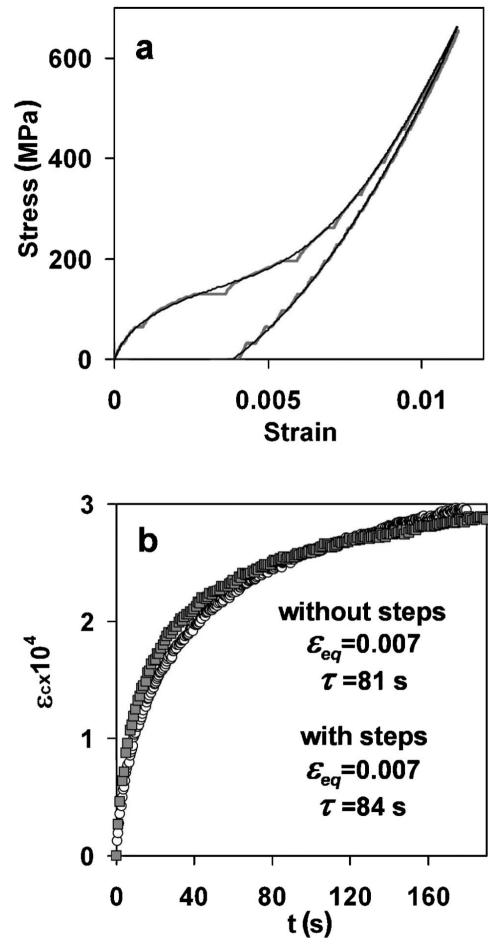 a
600
400
200
0
Stress (MPa)
0
0.005
0.01
Strain
b
3
2
1
0
εcx10⁴
without steps
εeq=0.007
τ =81 s
with steps
εeq=0.007
τ =84 s
0
40
80
120
160
t (s)